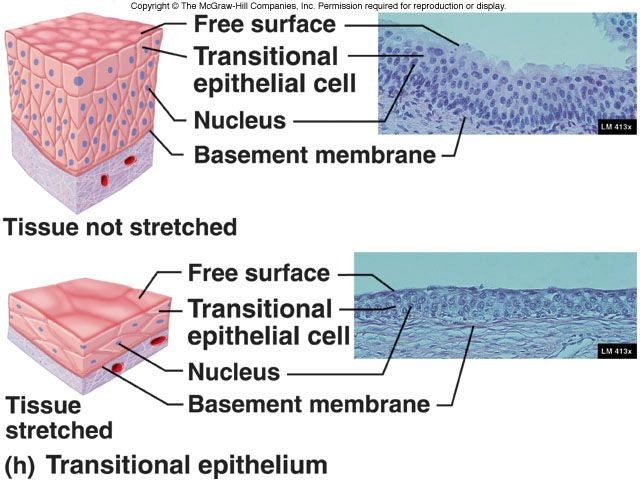 Copyright © The McGraw-Hill Companies, Inc. Permission required for reproduction or display.
Free surface
Transitional
epithelial cell
Nucleus
Basement membrane
LM 413x
Tissue not stretched
Free surface
Transitional
epithelial cell
Nucleus
Basement membrane
LM 413x
Tissue
stretched
(h) Transitional epithelium